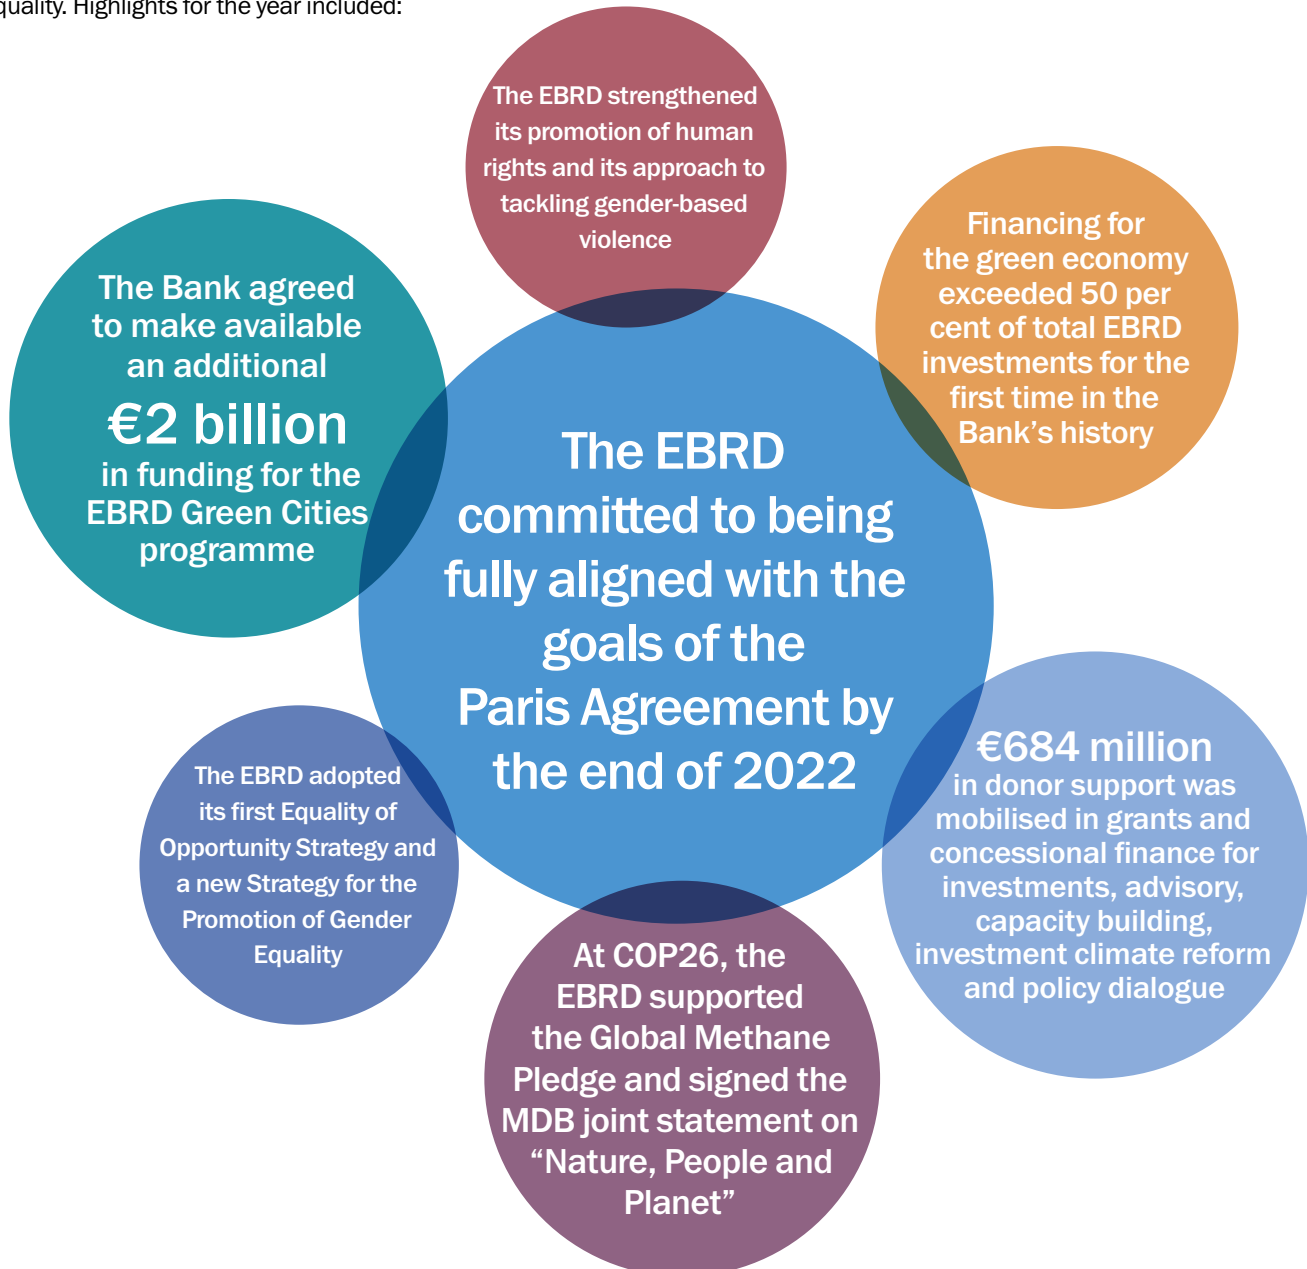 quality. Highlights for the year included:
The EBRD strengthened
its promotion of human
rights and its approach to
tackling gender-based
violence
Financing for
the green economy
exceeded 50 per
cent of total EBRD
investments for the
first time in the
Bank's history
The Bank agreed
to make available
an additional
€2 billion
in funding for the
EBRD Green Cities
programme
The EBRD
committed to being
fully aligned with the
goals of the
Paris Agreement by
the end of 2022
€684 million
in donor support was
mobilised in grants and
concessional finance for
investments, advisory,
capacity building,
investment climate reform
and policy dialogue
The EBRD adopted
its first Equality of
Opportunity Strategy and
a new Strategy for the
Promotion of Gender
Equality
At COP26, the
EBRD supported
the Global Methane
Pledge and signed the
MDB joint statement on
“Nature, People and
Planet”